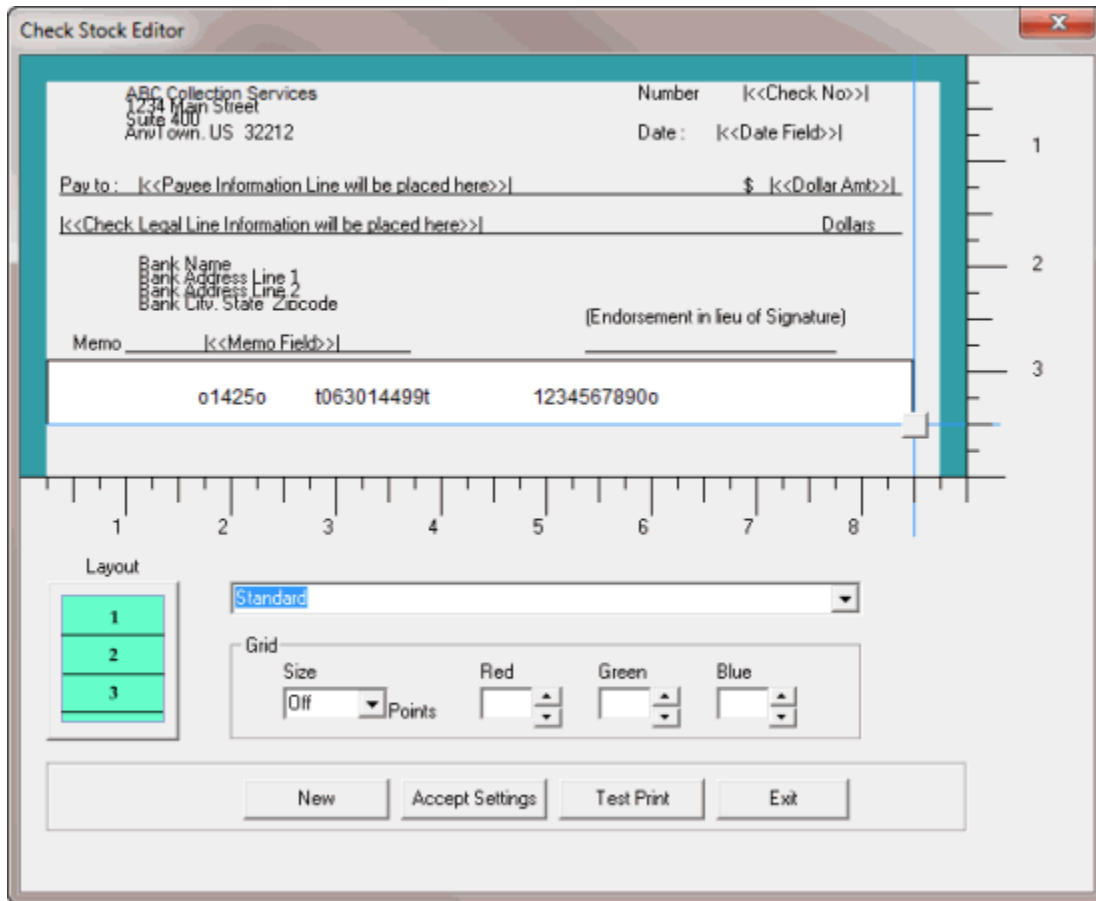 Check Stock Editor
ABC Collection Services
1234 Main Street
Suite 400
AnyTown, US 32212
Number |<<Check No>>|
Date : |<<Date Field>>|
1
Pay to : |<<Payee Information Line will be placed here>>| $ |<<Dollar Amt>>|
|<<Check Legal Line Information will be placed here>>| Dollars
2
Bank Name
Bank Address Line 1
Bank Address Line 2
Bank City, State Zipcode
(Endorsement in lieu of Signature)
Memo |<<Memo Field>>|
3
o1425o t063014499t 1234567890o
1 2 3 4 5 6 7 8
Layout
1
2
3
Standard
Grid
Size Red Green Blue
Off Points
New Accept Settings Test Print Exit